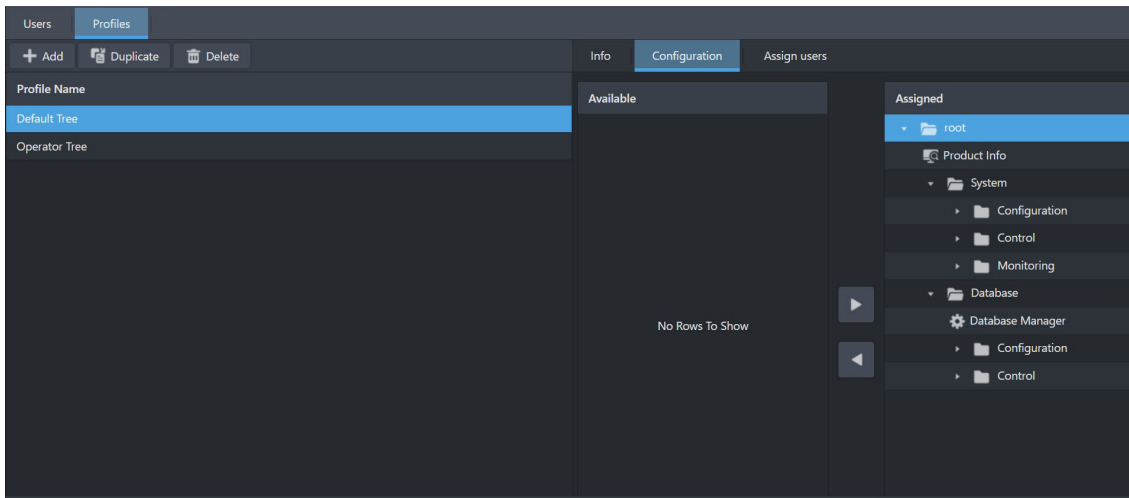 Users Profiles
Add Duplicate Delete
Info Configuration Assign users
Profile Name
Default Tree
Operator Tree
Available
No Rows To Show
Assigned
root
Product Info
System
Configuration
Control
Monitoring
Database
Database Manager
Configuration
Control